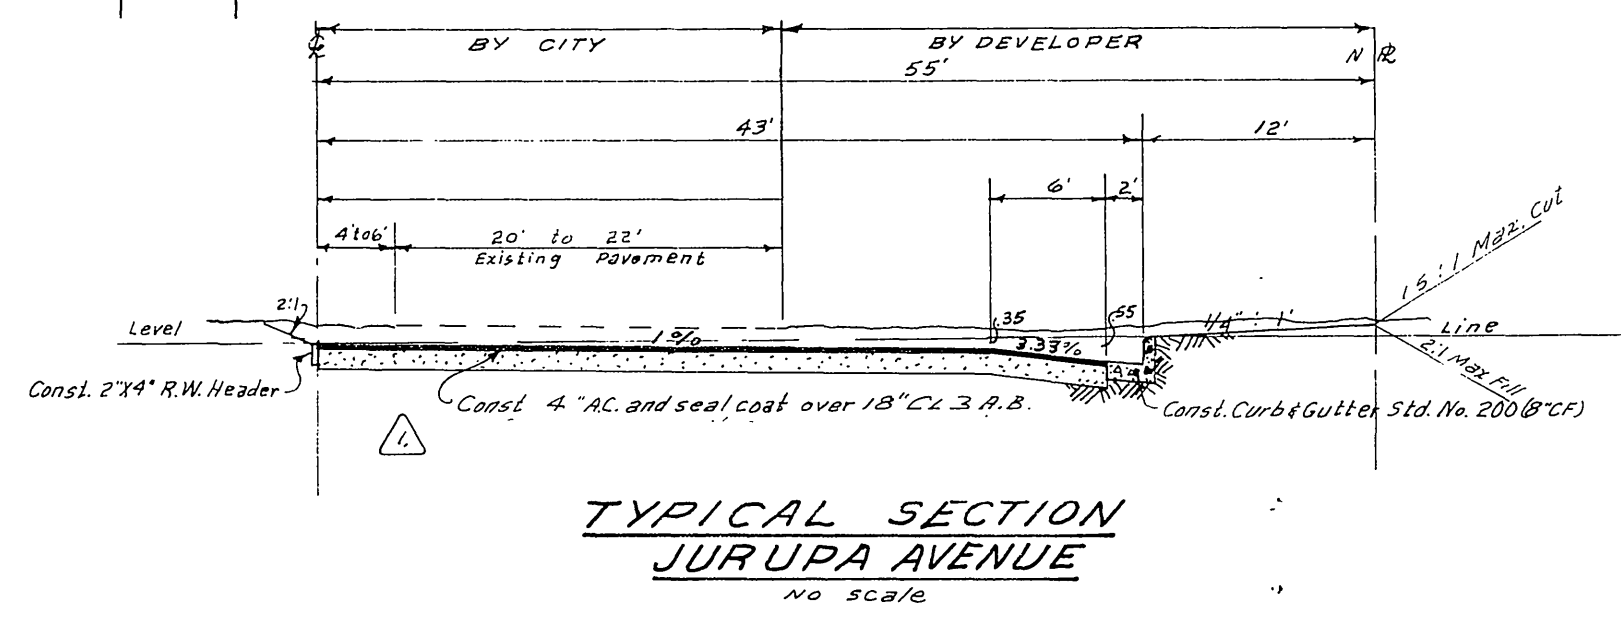 ℄ BY CITY BY DEVELOPER N ⅊
55'
43' 12'
6' 2'
4'to6' 20' to 22'
Existing Pavement
1.5 : 1 Max. Cut
2:1 .35 .55 1/4" : 1'
Level 1% 3.33% Line
2:1 Max Fill
Const. 2"X4" R.W. Header
Const 4" A.C. and seal coat over 18" CL 3 A.B.
Const. Curb & Gutter Std. No. 200 (8"CF)
1.
TYPICAL SECTION
JURUPA AVENUE
No scale